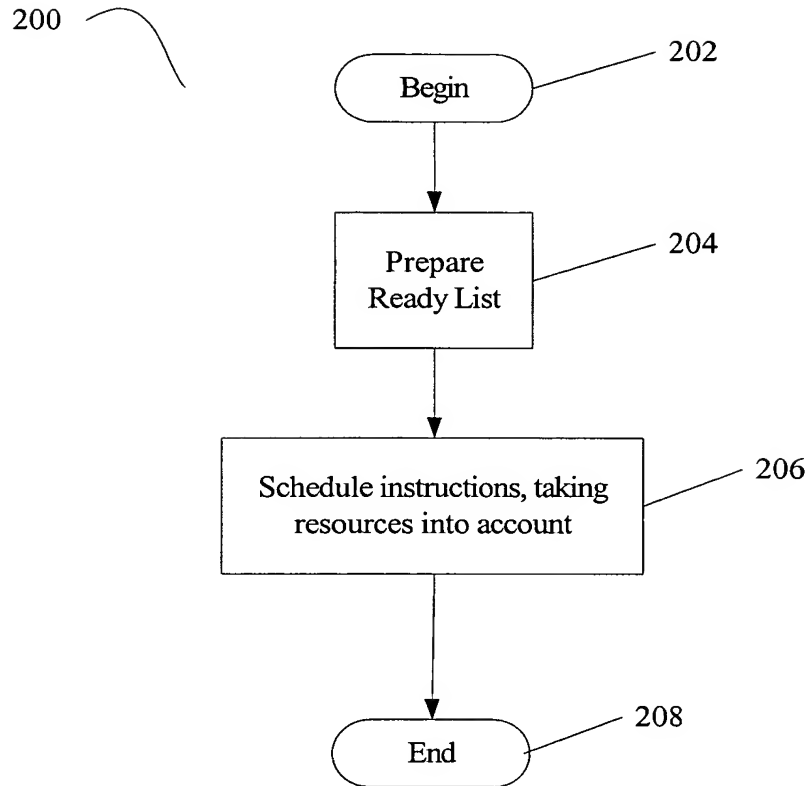 200
202
Begin
204
Prepare
Ready List
206
Schedule instructions, taking
resources into account
208
End